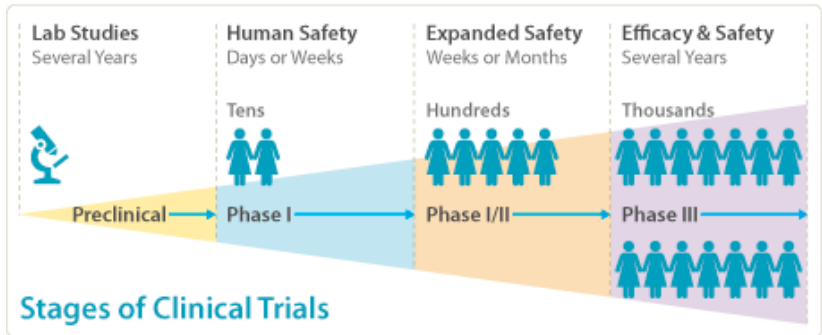 Lab Studies
Several Years
Human Safety
Days or Weeks
Expanded Safety
Weeks or Months
Efficacy & Safety
Several Years
Tens
Hundreds
Thousands
Preclinical
Phase I
Phase I/II
Phase III
Stages of Clinical Trials